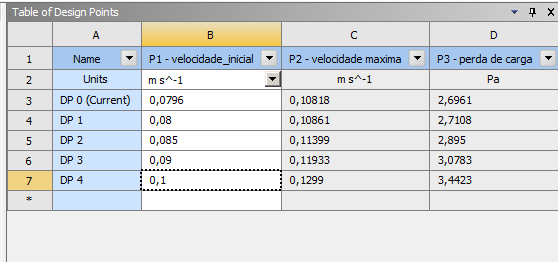 Table of Design Points
A B C D
1 Name P1 - velocidade_inicial P2 - velocidade maxima P3 - perda de carga
2 Units m s^-1 m s^-1 Pa
3 DP 0 (Current) 0,0796 0,10818 2,6961
4 DP 1 0,08 0,10861 2,7108
5 DP 2 0,085 0,11399 2,895
6 DP 3 0,09 0,11933 3,0783
7 DP 4 0,1 0,1299 3,4423
*